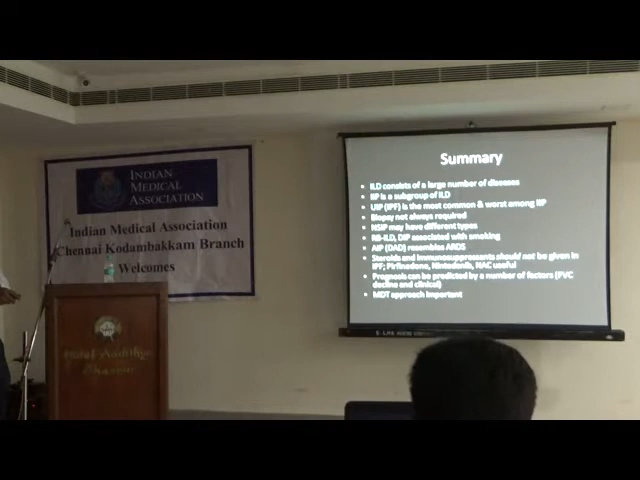 INDIAN
MEDICAL
ASSOCIATION
Indian Medical Association
Chennai Kodambakkam Branch
Welcomes
Summary
• ILD consists of a large number of diseases
• IIP is a subgroup of ILD
• UIP (IPF) is the most common & worst among IIP
• Biopsy not always required
• NSIP may have different types
• RB-ILD, DIP associated with smoking
• AIP (DAD) resembles ARDS
• Steroids and Immunosuppressants should not be given in
IPF; Pirfinedone, Nintedanib, NAC useful
• Prognosis can be predicted by a number of factors (FVC
decline and clinical)
• MDT approach important
Hotel Aadithya